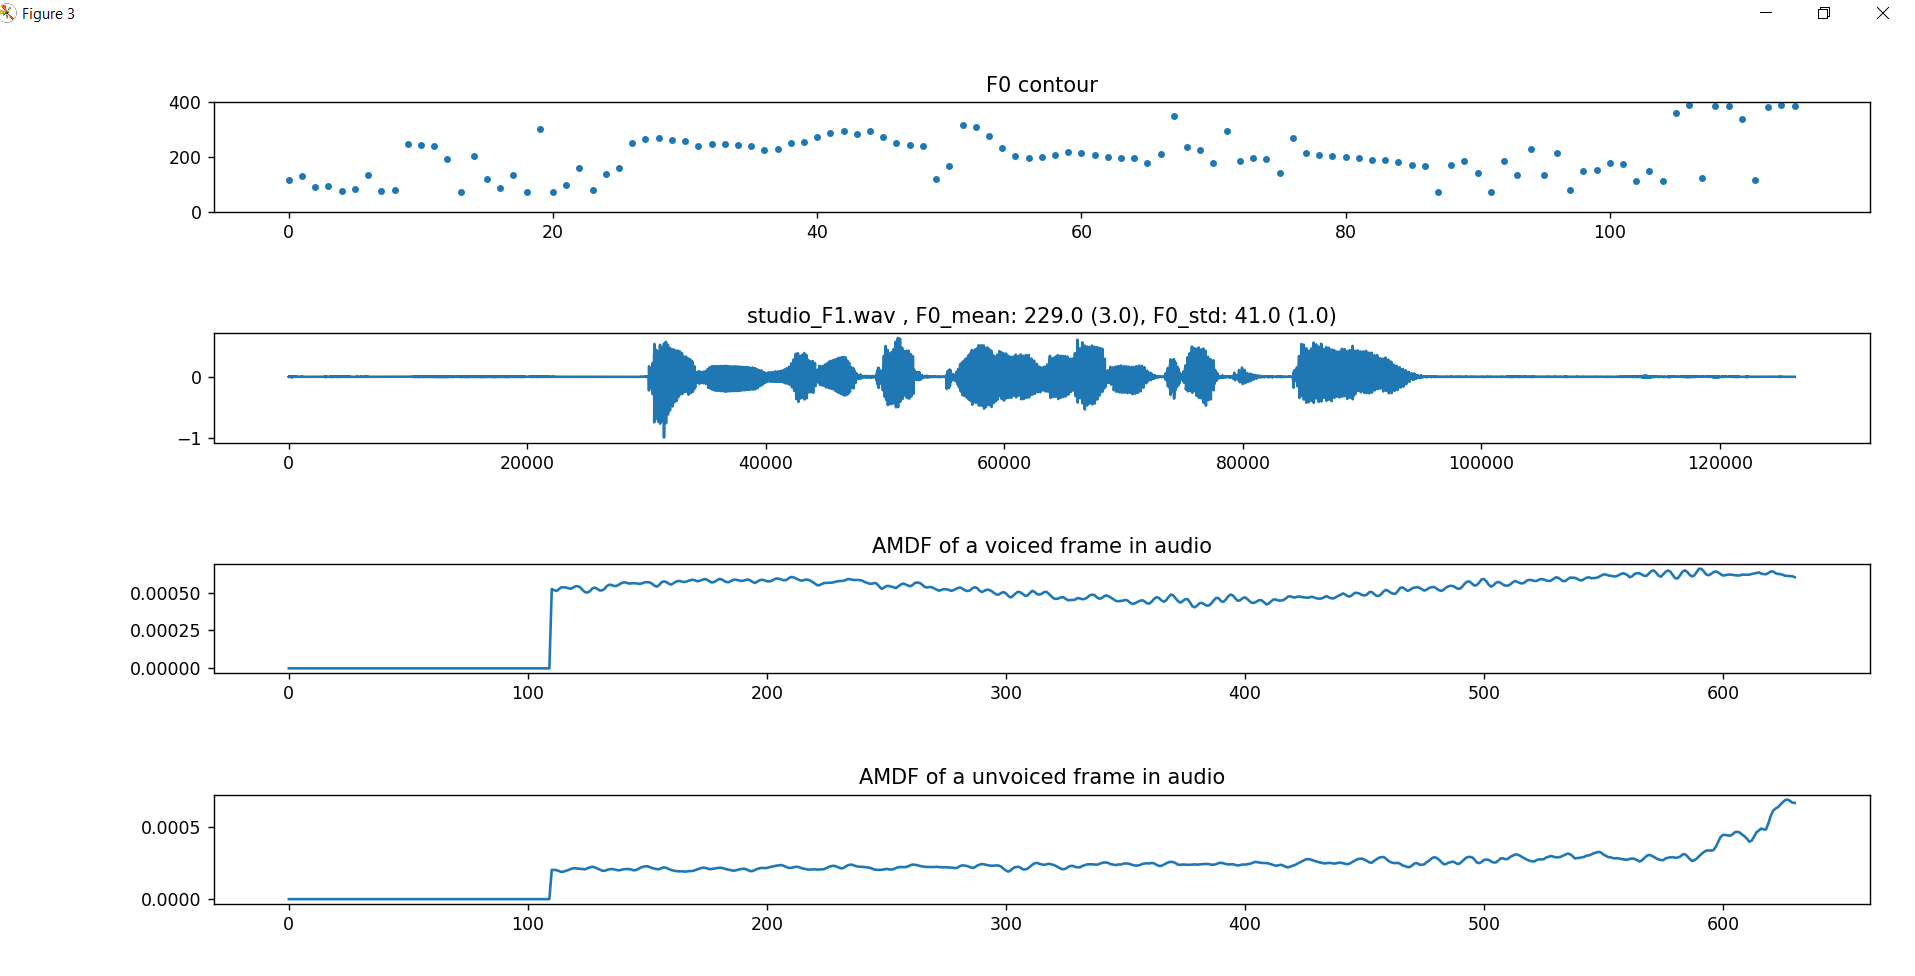 Figure 3
F0 contour
400
200
0
0 20 40 60 80 100
studio_F1.wav , F0_mean: 229.0 (3.0), F0_std: 41.0 (1.0)
0
−1
0 20000 40000 60000 80000 100000 120000
AMDF of a voiced frame in audio
0.00050
0.00025
0.00000
0 100 200 300 400 500 600
AMDF of a unvoiced frame in audio
0.0005
0.0000
0 100 200 300 400 500 600